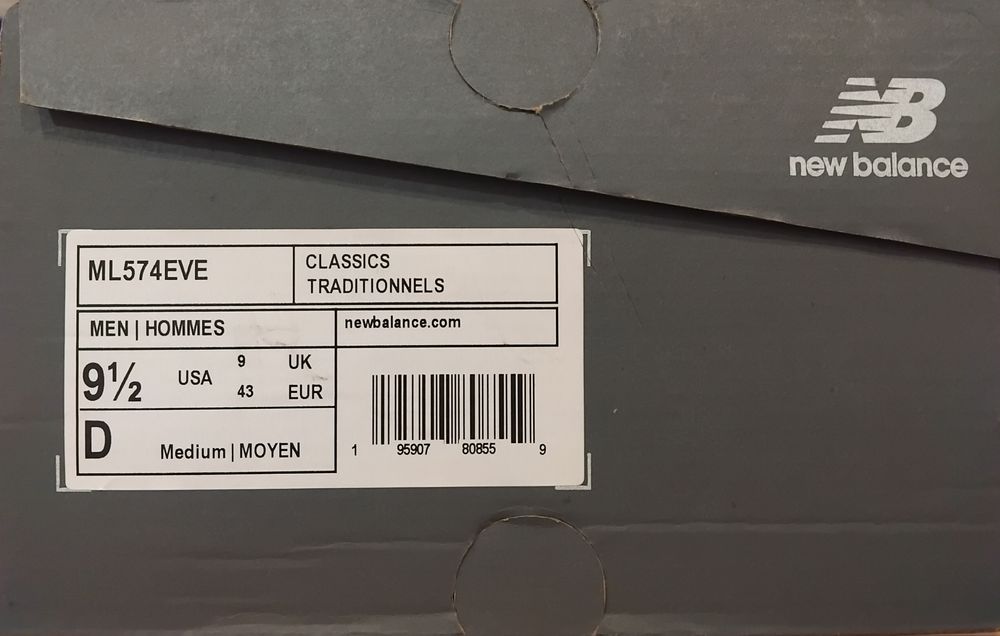 NB
new balance
ML574EVE
CLASSICS
TRADITIONNELS
MEN | HOMMES
newbalance.com
9½ USA 9 UK
43 EUR
D Medium | MOYEN
1 95907 80855 9